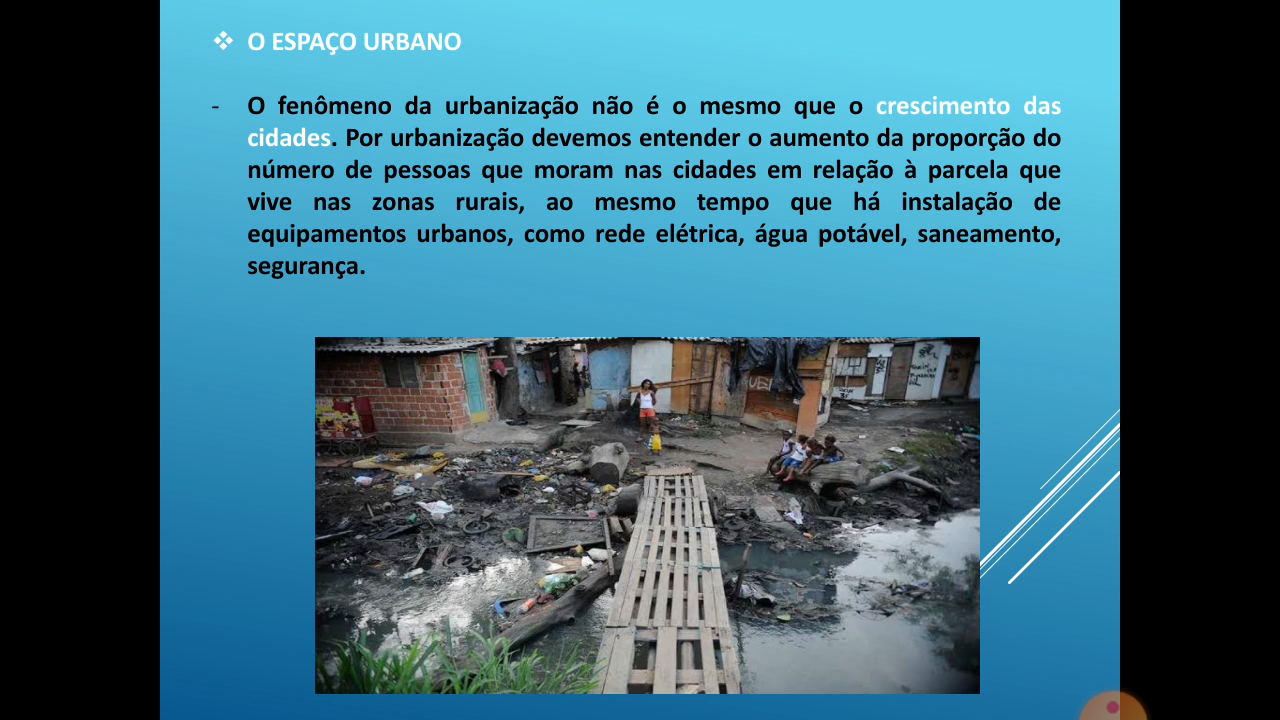 ❖ O ESPAÇO URBANO
- O fenômeno da urbanização não é o mesmo que o crescimento das
cidades. Por urbanização devemos entender o aumento da proporção do
número de pessoas que moram nas cidades em relação à parcela que
vive nas zonas rurais, ao mesmo tempo que há instalação de
equipamentos urbanos, como rede elétrica, água potável, saneamento,
segurança.